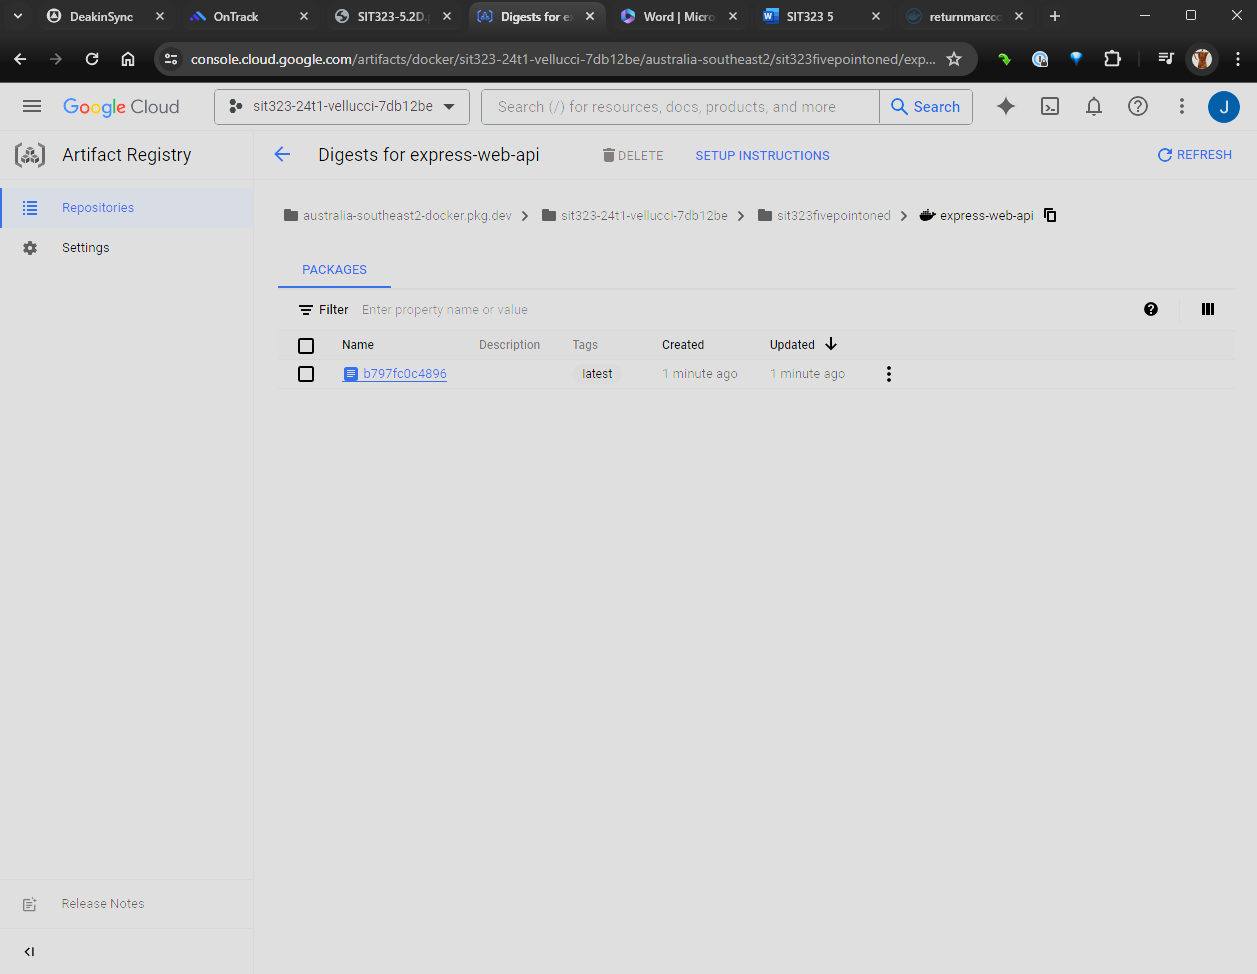 DeakinSync
OnTrack
SIT323-5.2D.
Digests for e
Word | Micro
SIT323 5
returnmarcco
console.cloud.google.com/artifacts/docker/sit323-24t1-vellucci-7db12be/australia-southeast2/sit323fivepointoned/exp...
Google Cloud
sit323-24t1-vellucci-7db12be
Search (/) for resources, docs, products, and more
Search
J
Artifact Registry
Digests for express-web-api
DELETE
SETUP INSTRUCTIONS
REFRESH
Repositories
Settings
australia-southeast2-docker.pkg.dev
sit323-24t1-vellucci-7db12be
sit323fivepointoned
express-web-api
PACKAGES
Filter Enter property name or value
Name Description Tags Created Updated
b797fc0c4896 latest 1 minute ago 1 minute ago
Release Notes